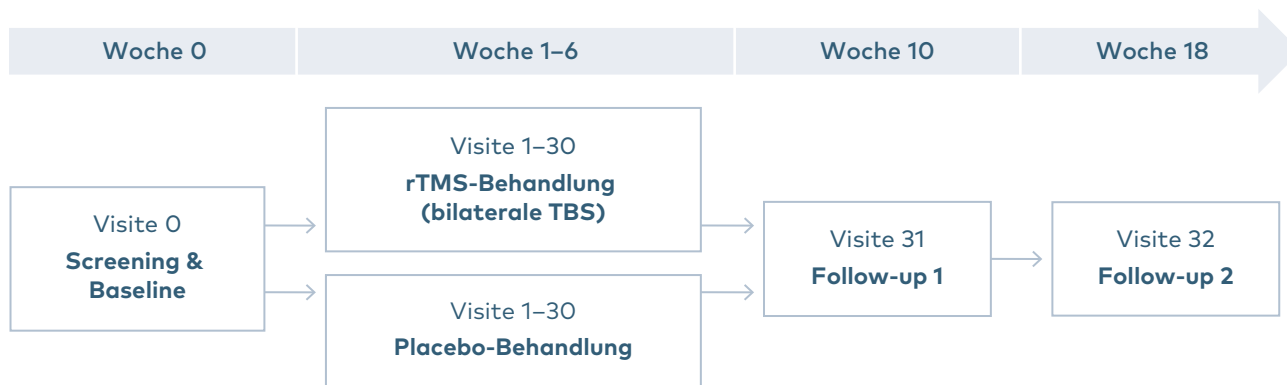 Woche 0
Woche 1–6
Woche 10
Woche 18
Visite 0
Screening &
Baseline
Visite 1–30
rTMS-Behandlung
(bilaterale TBS)
Visite 1–30
Placebo-Behandlung
Visite 31
Follow-up 1
Visite 32
Follow-up 2